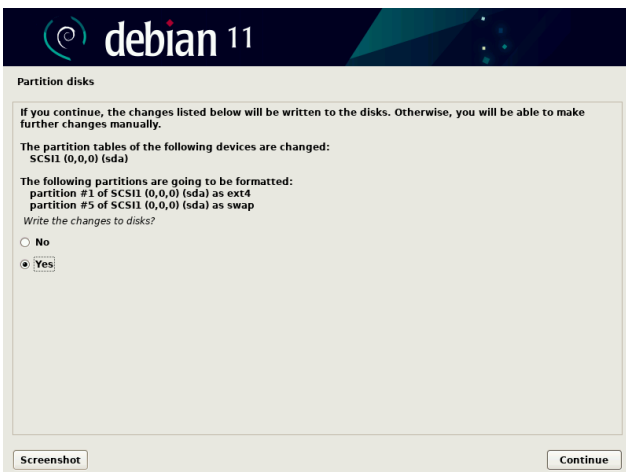 debian 11
Partition disks
If you continue, the changes listed below will be written to the disks. Otherwise, you will be able to make
further changes manually.
The partition tables of the following devices are changed:
SCSI1 (0,0,0) (sda)
The following partitions are going to be formatted:
partition #1 of SCSI1 (0,0,0) (sda) as ext4
partition #5 of SCSI1 (0,0,0) (sda) as swap
Write the changes to disks?
No
Yes
Screenshot
Continue